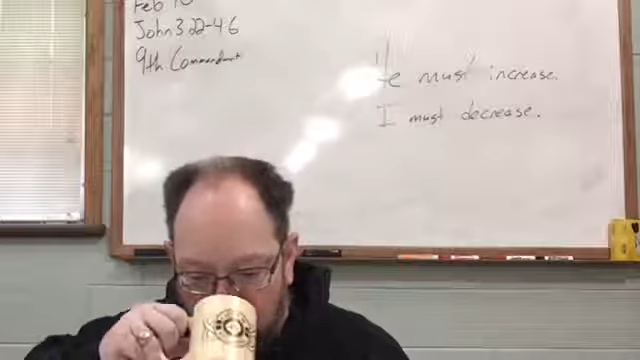 Feb 10
John 3:22-4:6
9th Commandment
He must increase.
I must decrease.